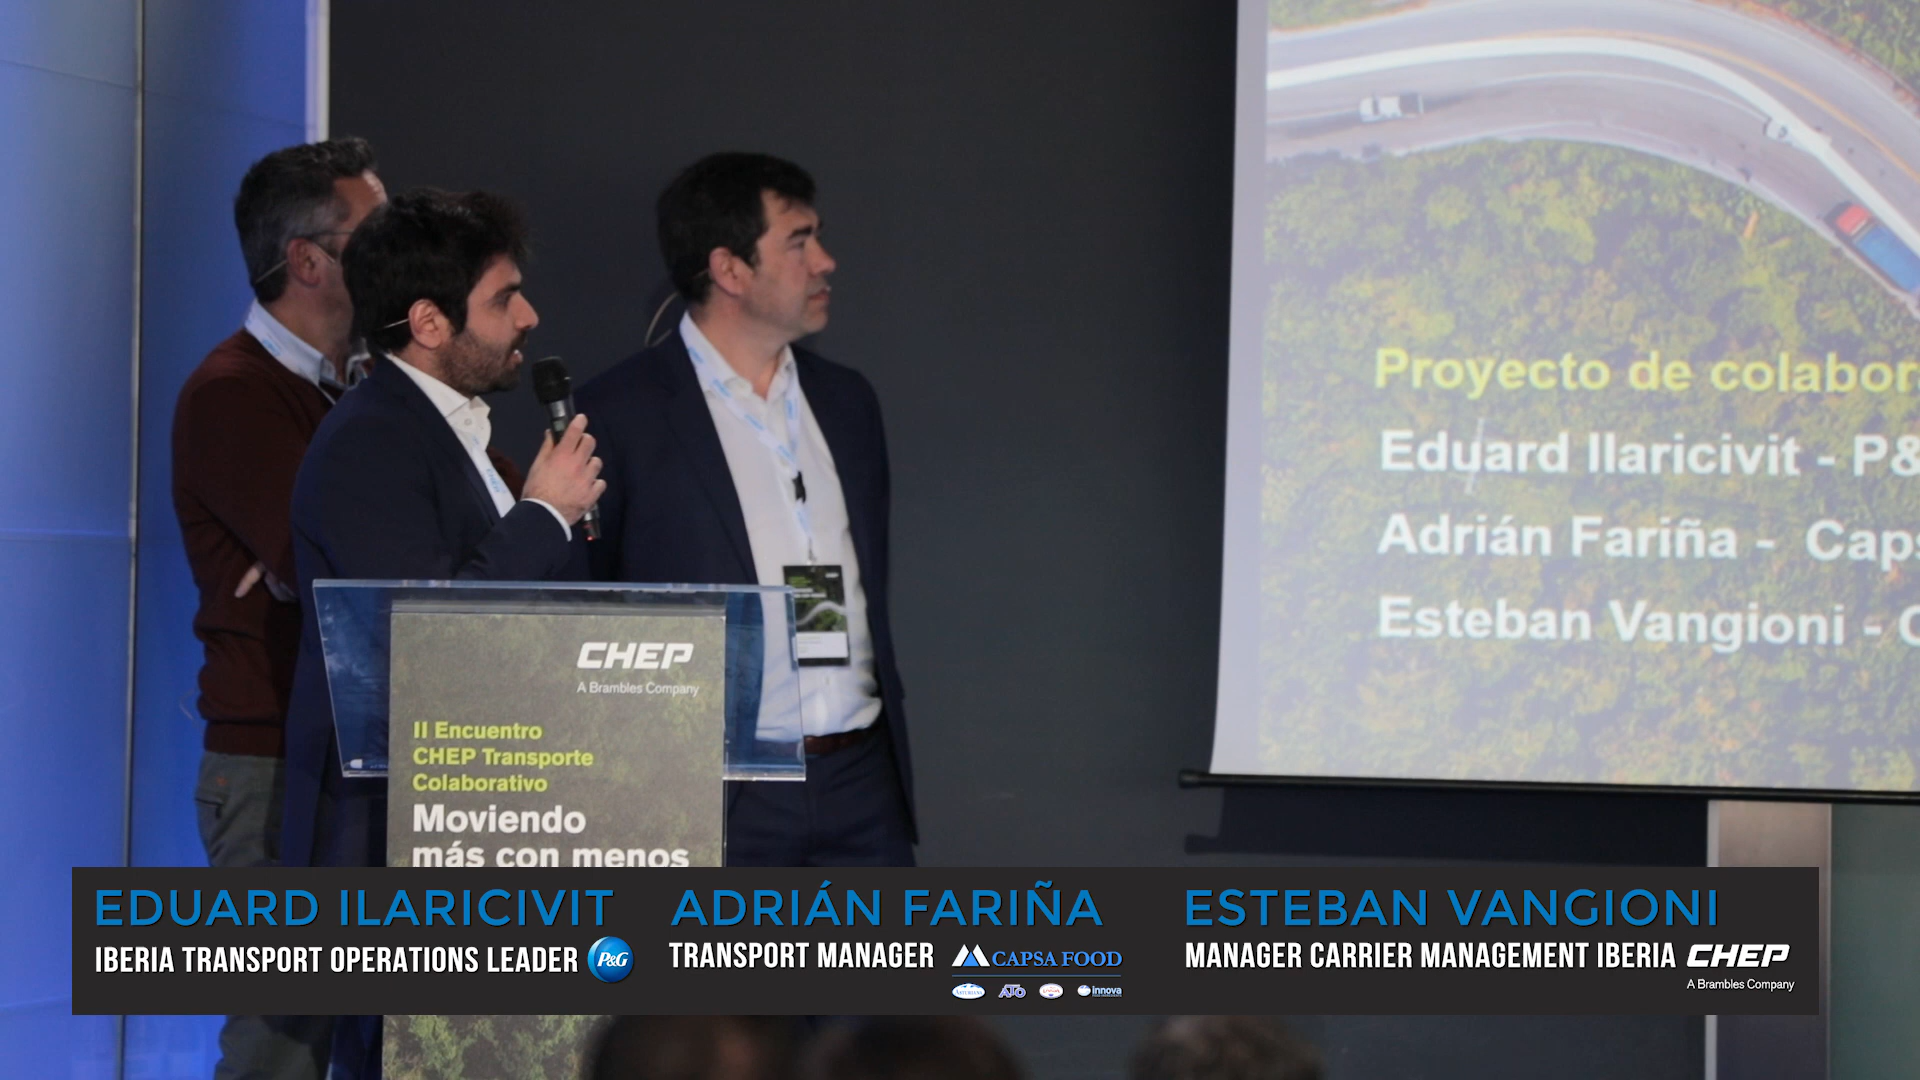 Proyecto de colabor
Eduard Ilaricivit - P&
Adrián Fariña - Caps
Esteban Vangioni - C
CHEP
A Brambles Company
II Encuentro
CHEP Transporte
Colaborativo
Moviendo
más con menos
EDUARD ILARICIVIT
IBERIA TRANSPORT OPERATIONS LEADER P&G
ADRIÁN FARIÑA
TRANSPORT MANAGER CAPSA FOOD
ATO innova
ESTEBAN VANGIONI
MANAGER CARRIER MANAGEMENT IBERIA CHEP
A Brambles Company